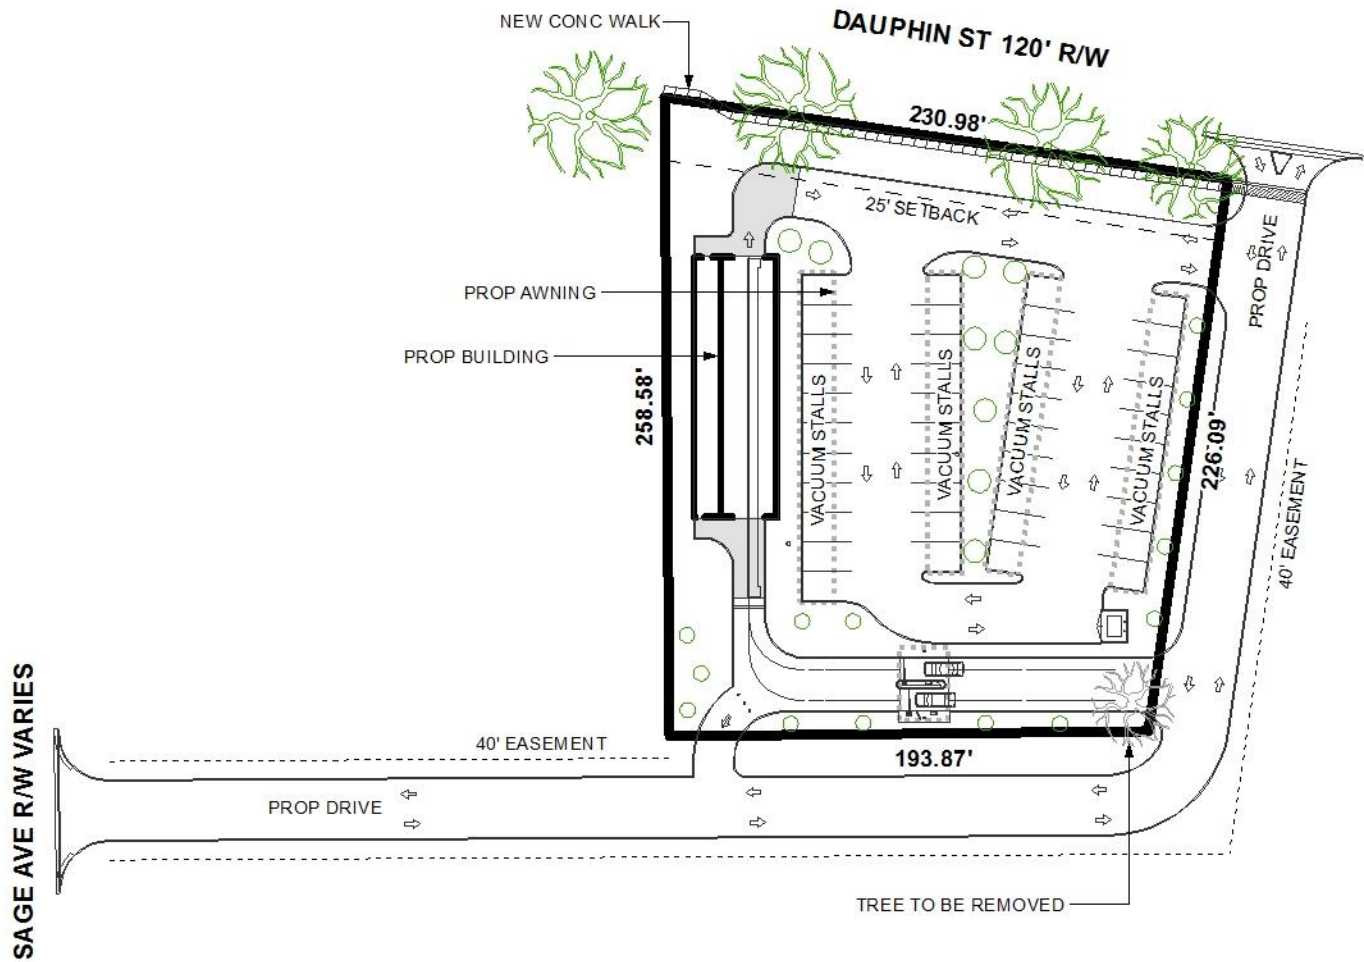 NEW CONC WALK
DAUPHIN ST 120' R/W
230.98'
25' SETBACK
PROP DRIVE
PROP AWNING
PROP BUILDING
258.58'
VACUUM STALLS
VACUUM STALLS
VACUUM STALLS
VACUUM STALLS
226.09'
40' EASEMENT
SAGE AVE R/W VARIES
40' EASEMENT
193.87'
PROP DRIVE
TREE TO BE REMOVED